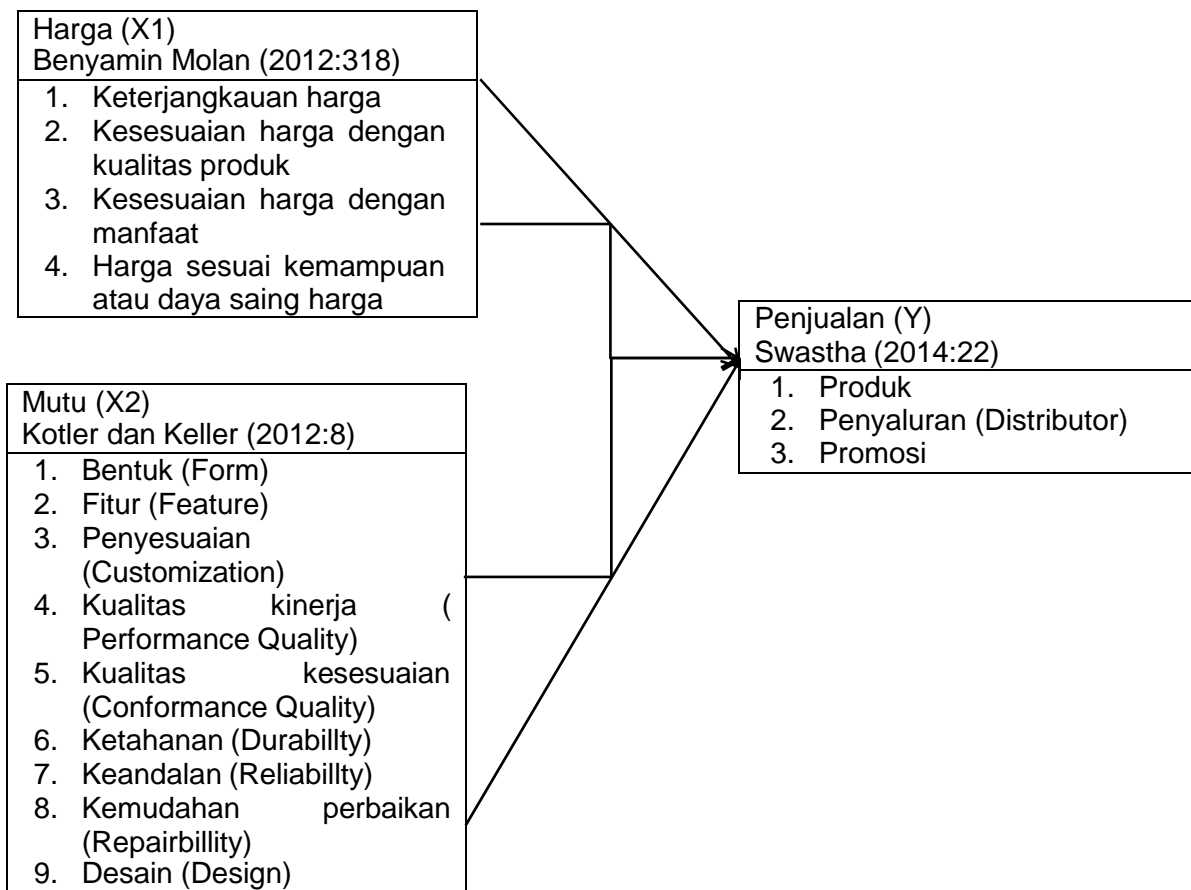 Harga (X1)
Benyamin Molan (2012:318)
1. Keterjangkauan harga
2. Kesesuaian harga dengan
kualitas produk
3. Kesesuaian harga dengan
manfaat
4. Harga sesuai kemampuan
atau daya saing harga
Mutu (X2)
Kotler dan Keller (2012:8)
1. Bentuk (Form)
2. Fitur (Feature)
3. Penyesuaian
(Customization)
4. Kualitas kinerja (
Performance Quality)
5. Kualitas kesesuaian
(Conformance Quality)
6. Ketahanan (Durabillty)
7. Keandalan (Reliabillty)
8. Kemudahan perbaikan
(Repairbillity)
9. Desain (Design)
Penjualan (Y)
Swastha (2014:22)
1. Produk
2. Penyaluran (Distributor)
3. Promosi